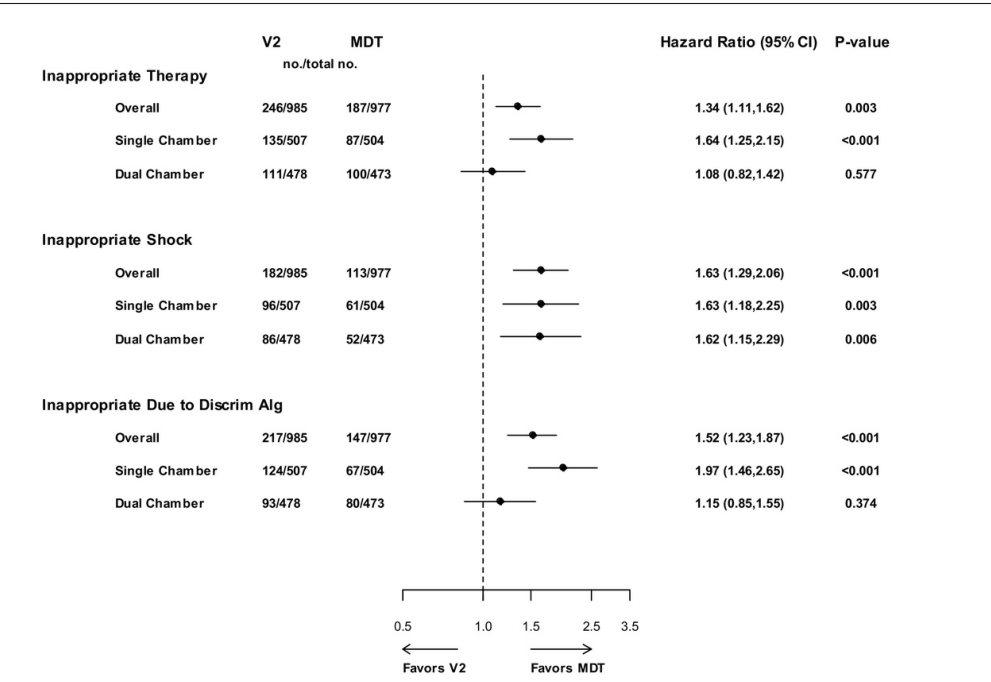 V2 MDT Hazard Ratio (95% CI) P-value
no./total no.
Inappropriate Therapy
Overall 246/985 187/977 1.34 (1.11,1.62) 0.003
Single Chamber 135/507 87/504 1.64 (1.25,2.15) <0.001
Dual Chamber 111/478 100/473 1.08 (0.82,1.42) 0.577
Inappropriate Shock
Overall 182/985 113/977 1.63 (1.29,2.06) <0.001
Single Chamber 96/507 61/504 1.63 (1.18,2.25) 0.003
Dual Chamber 86/478 52/473 1.62 (1.15,2.29) 0.006
Inappropriate Due to Discrim Alg
Overall 217/985 147/977 1.52 (1.23,1.87) <0.001
Single Chamber 124/507 67/504 1.97 (1.46,2.65) <0.001
Dual Chamber 93/478 80/473 1.15 (0.85,1.55) 0.374
0.5 1.0 1.5 2.5 3.5
Favors V2 Favors MDT